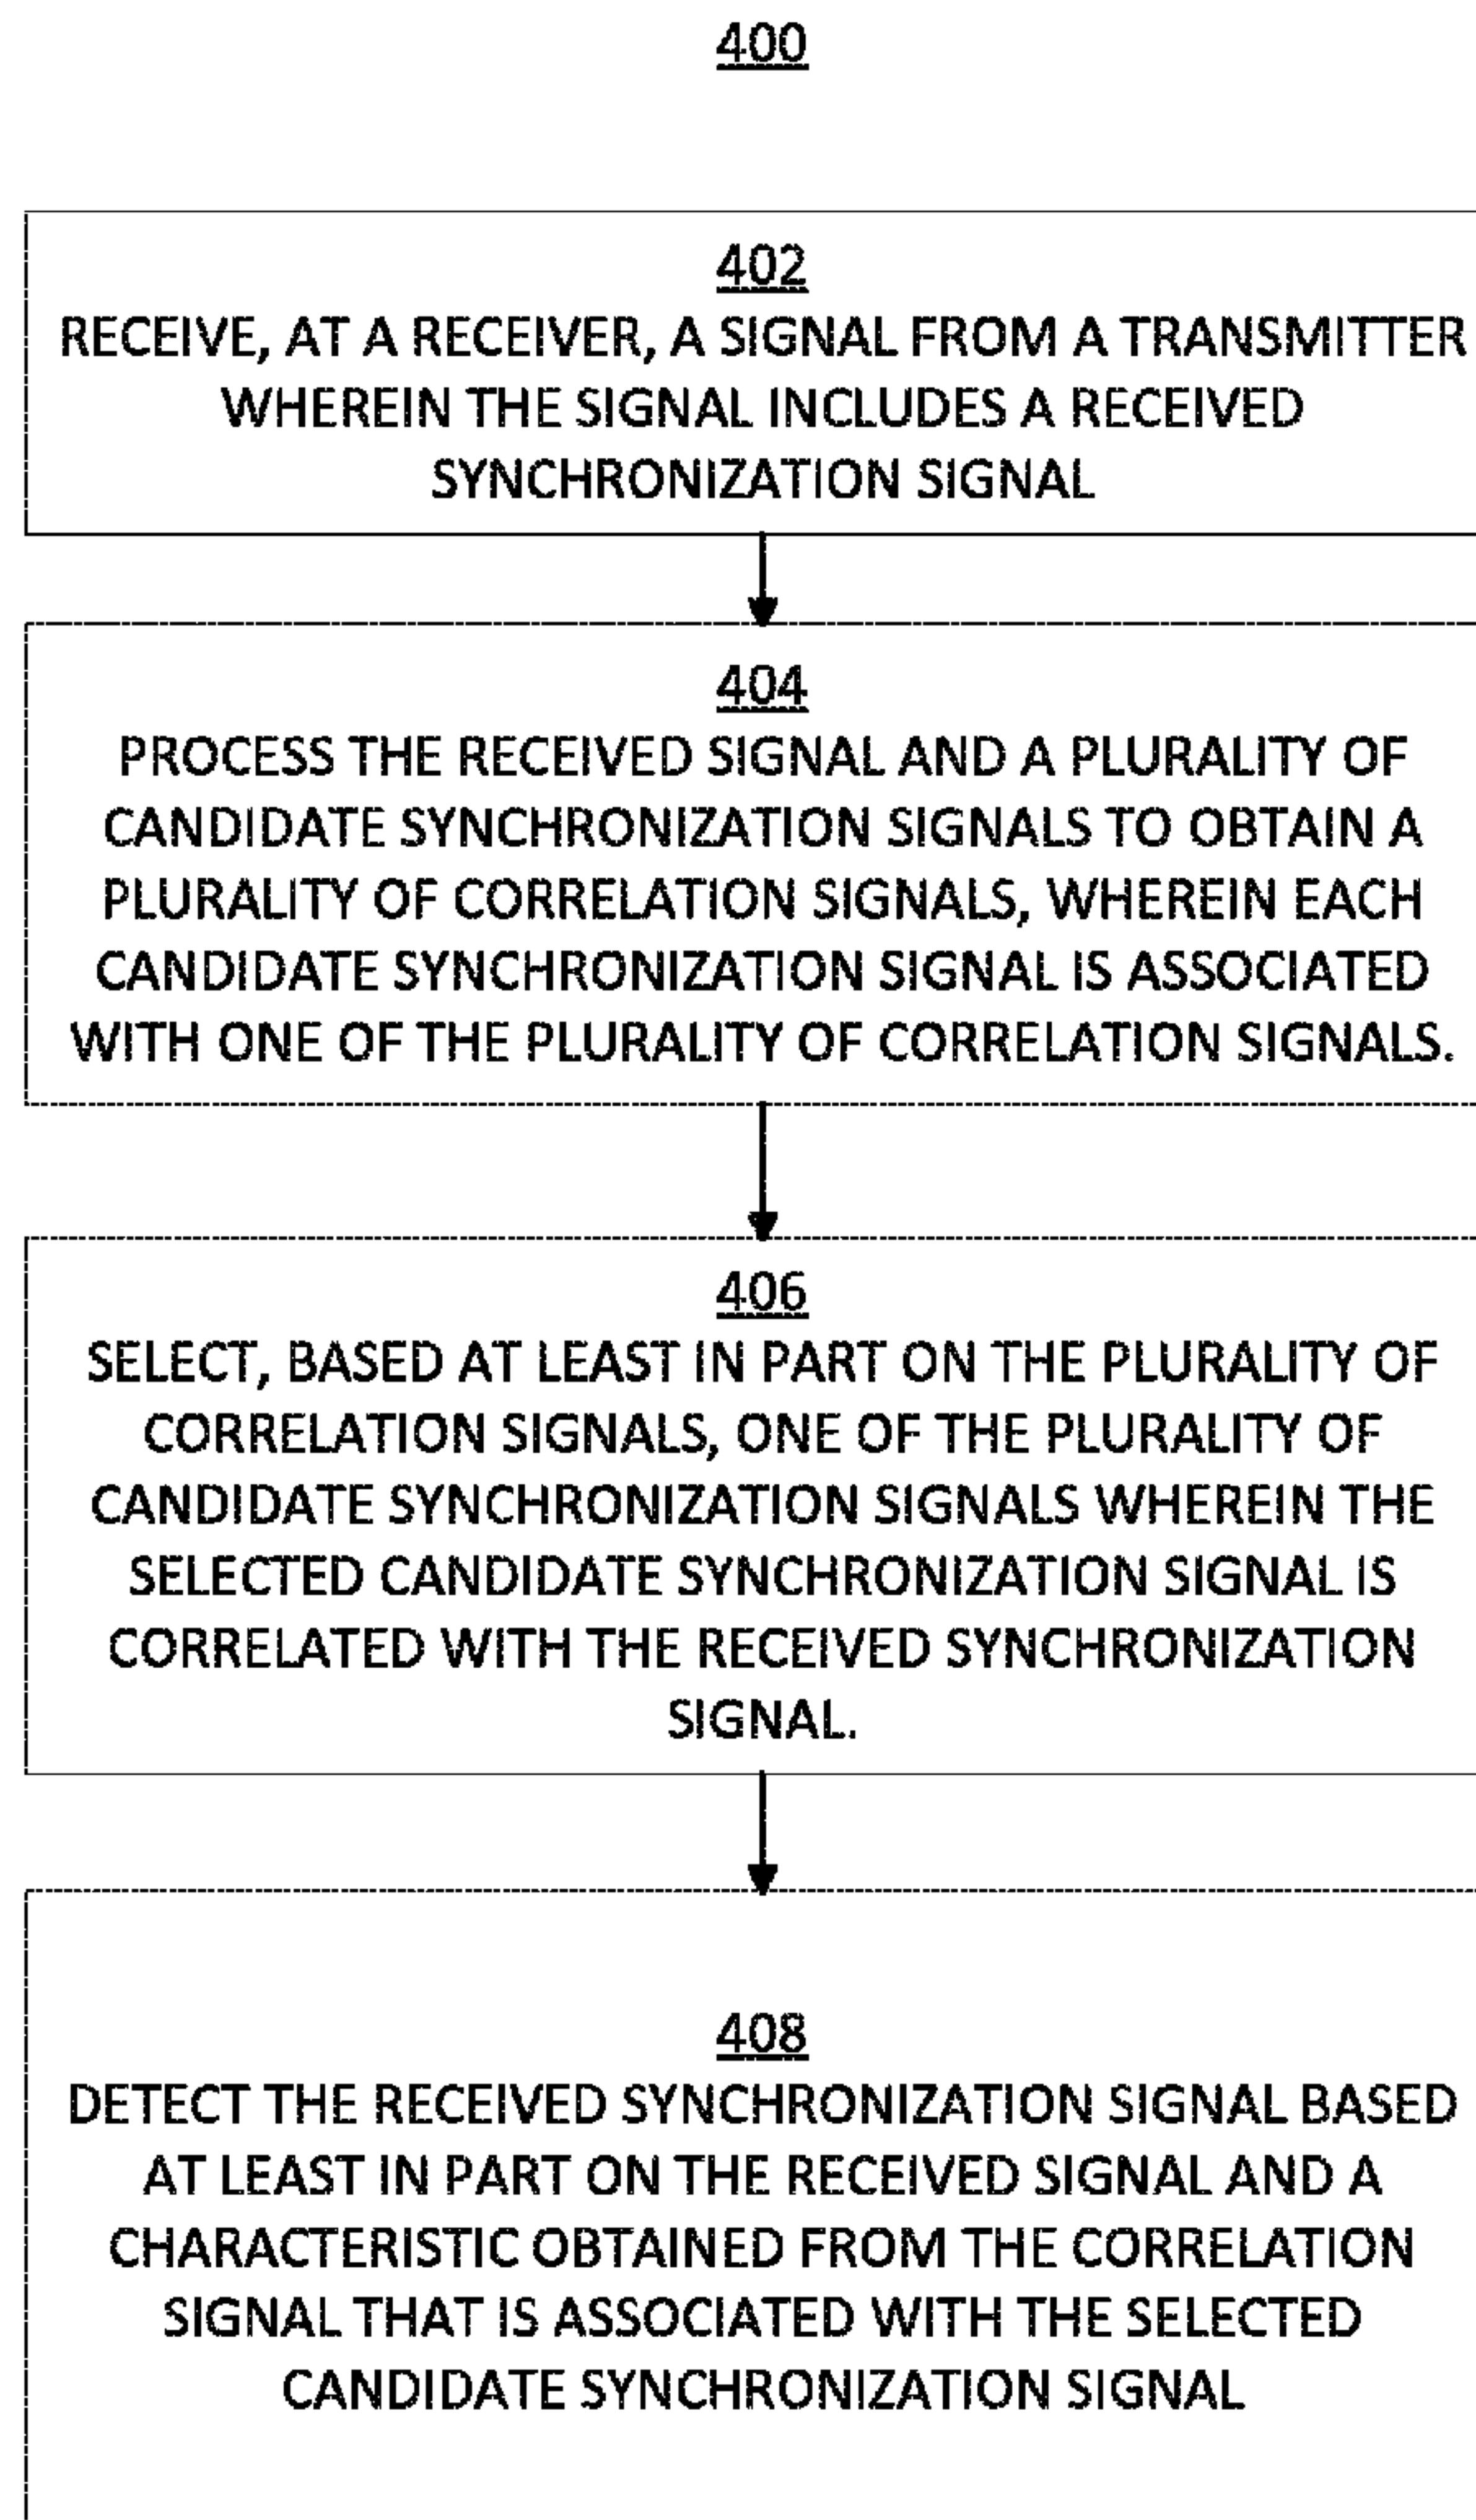 400
402
RECEIVE, AT A RECEIVER, A SIGNAL FROM A TRANSMITTER
WHEREIN THE SIGNAL INCLUDES A RECEIVED
SYNCHRONIZATION SIGNAL
404
PROCESS THE RECEIVED SIGNAL AND A PLURALITY OF
CANDIDATE SYNCHRONIZATION SIGNALS TO OBTAIN A
PLURALITY OF CORRELATION SIGNALS, WHEREIN EACH
CANDIDATE SYNCHRONIZATION SIGNAL IS ASSOCIATED
WITH ONE OF THE PLURALITY OF CORRELATION SIGNALS.
406
SELECT, BASED AT LEAST IN PART ON THE PLURALITY OF
CORRELATION SIGNALS, ONE OF THE PLURALITY OF
CANDIDATE SYNCHRONIZATION SIGNALS WHEREIN THE
SELECTED CANDIDATE SYNCHRONIZATION SIGNAL IS
CORRELATED WITH THE RECEIVED SYNCHRONIZATION
SIGNAL.
408
DETECT THE RECEIVED SYNCHRONIZATION SIGNAL BASED
AT LEAST IN PART ON THE RECEIVED SIGNAL AND A
CHARACTERISTIC OBTAINED FROM THE CORRELATION
SIGNAL THAT IS ASSOCIATED WITH THE SELECTED
CANDIDATE SYNCHRONIZATION SIGNAL